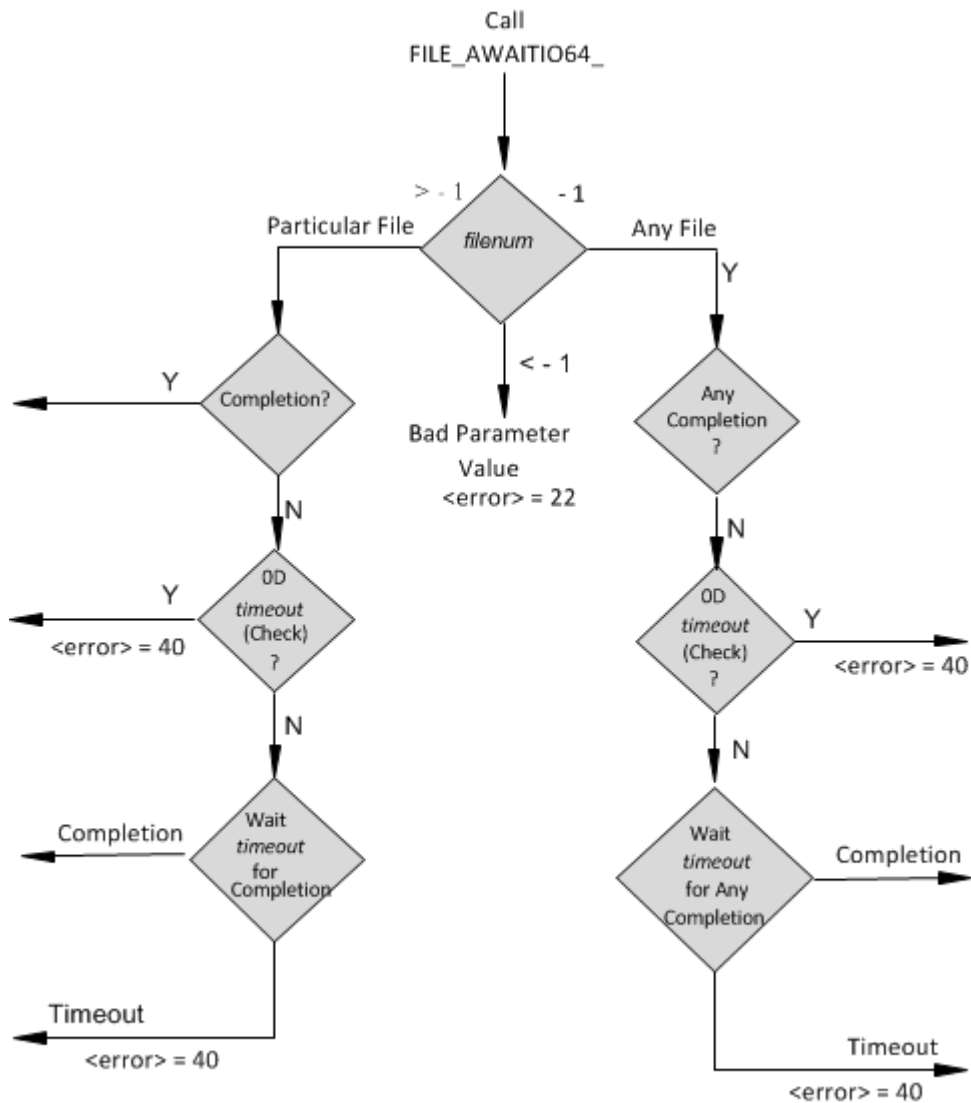 Call
FILE_AWAITIO64_
> - 1
- 1
Particular File
filenum
Any File
Y
< - 1
Y
Completion?
Any
Completion
?
Bad Parameter
Value
<error> = 22
N
N
Y
0D
timeout
(Check)
?
<error> = 40
0D
timeout
(Check)
?
Y
<error> = 40
N
N
Completion
Wait
timeout
for
Completion
Wait
timeout
for Any
Completion
Completion
Timeout
<error> = 40
Timeout
<error> = 40